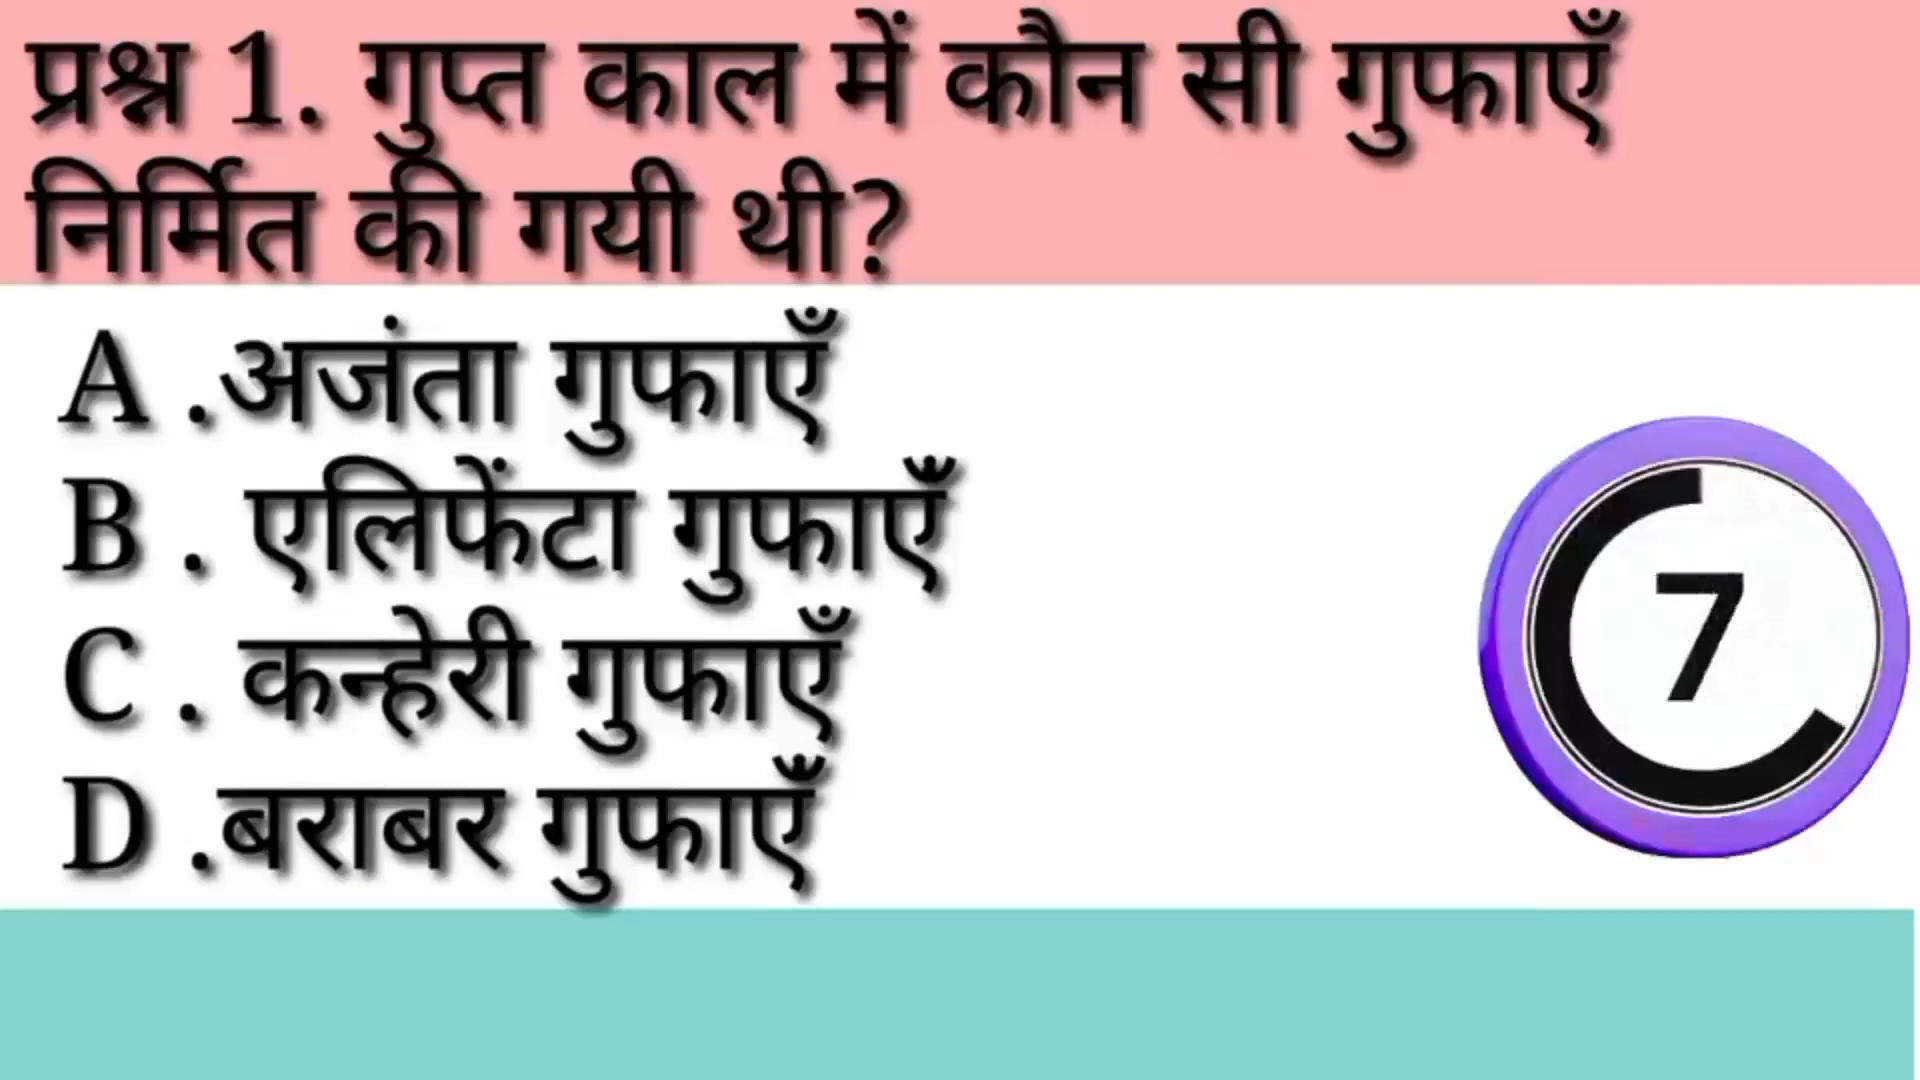 प्रश्न 1. गुप्त काल में कौन सी गुफाएँ
निर्मित की गयी थी?
A .अजंता गुफाएँ
B . एलिफेंटा गुफाएँ
C . कन्हेरी गुफाएँ
D .बराबर गुफाएँ
7